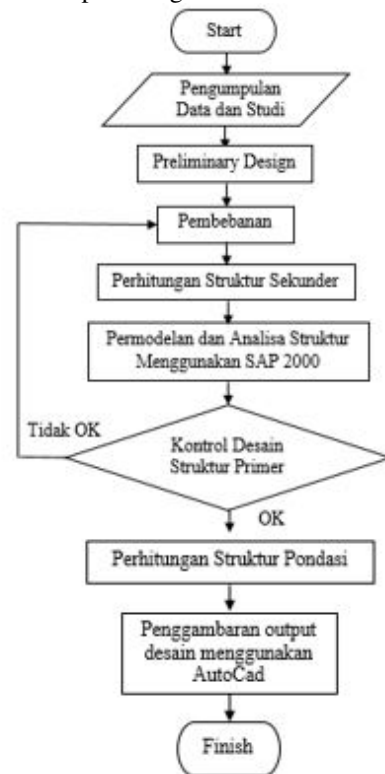 Start
Pengumpulan
Data dan Studi
Preliminary Design
Pembebanan
Perhitungan Struktur Sekunder
Permodelan dan Analisa Struktur
Menggunakan SAP 2000
Tidak OK
Kontrol Desain
Struktur Primer
OK
Perhitungan Struktur Pondasi
Penggambaran output
desain menggunakan
AutoCad
Finish